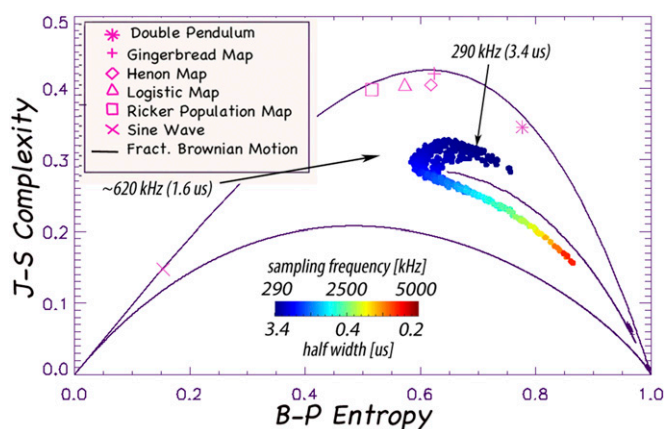 0.5
0.4
0.3
0.2
0.1
0.0
J-S Complexity
Double Pendulum
Gingerbread Map
Henon Map
Logistic Map
Ricker Population Map
Sine Wave
Fract. Brownian Motion
290 kHz (3.4 us)
~620 kHz (1.6 us)
sampling frequency [kHz]
290 2500 5000
3.4 0.4 0.2
half width [us]
0.0 0.2 0.4 0.6 0.8 1.0
B-P Entropy